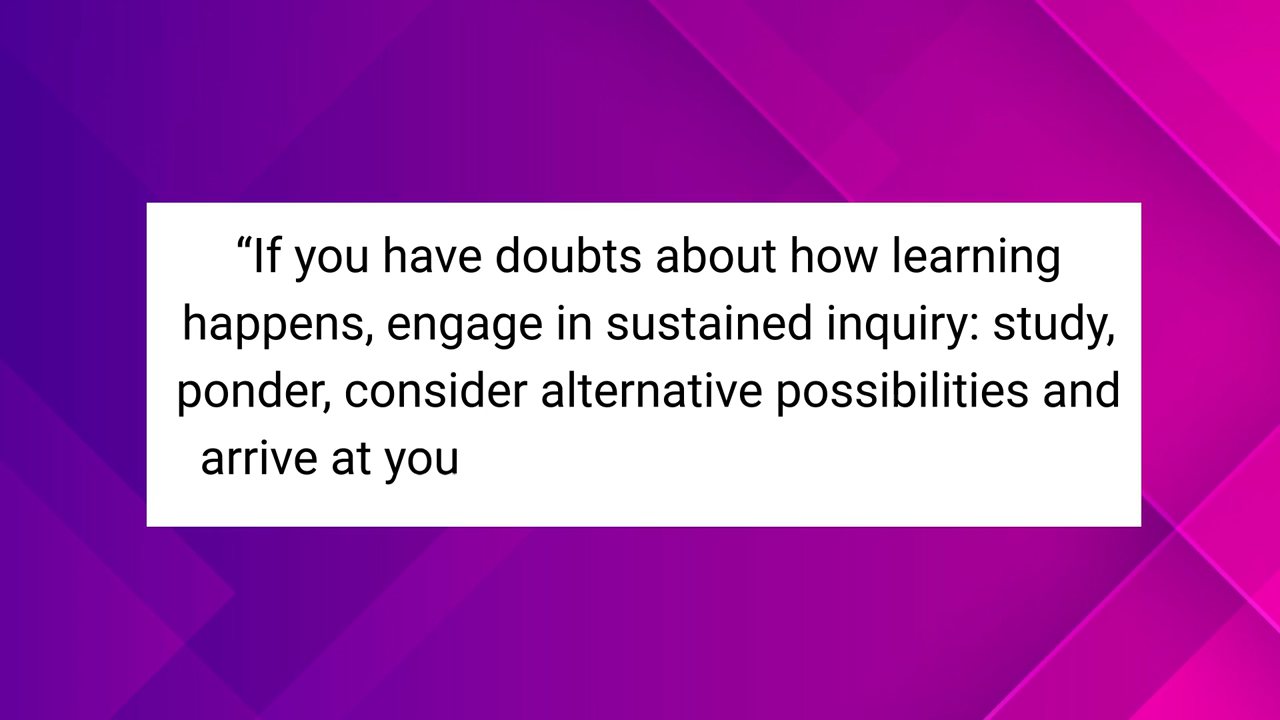 “If you have doubts about how learning
happens, engage in sustained inquiry: study,
ponder, consider alternative possibilities and
arrive at you